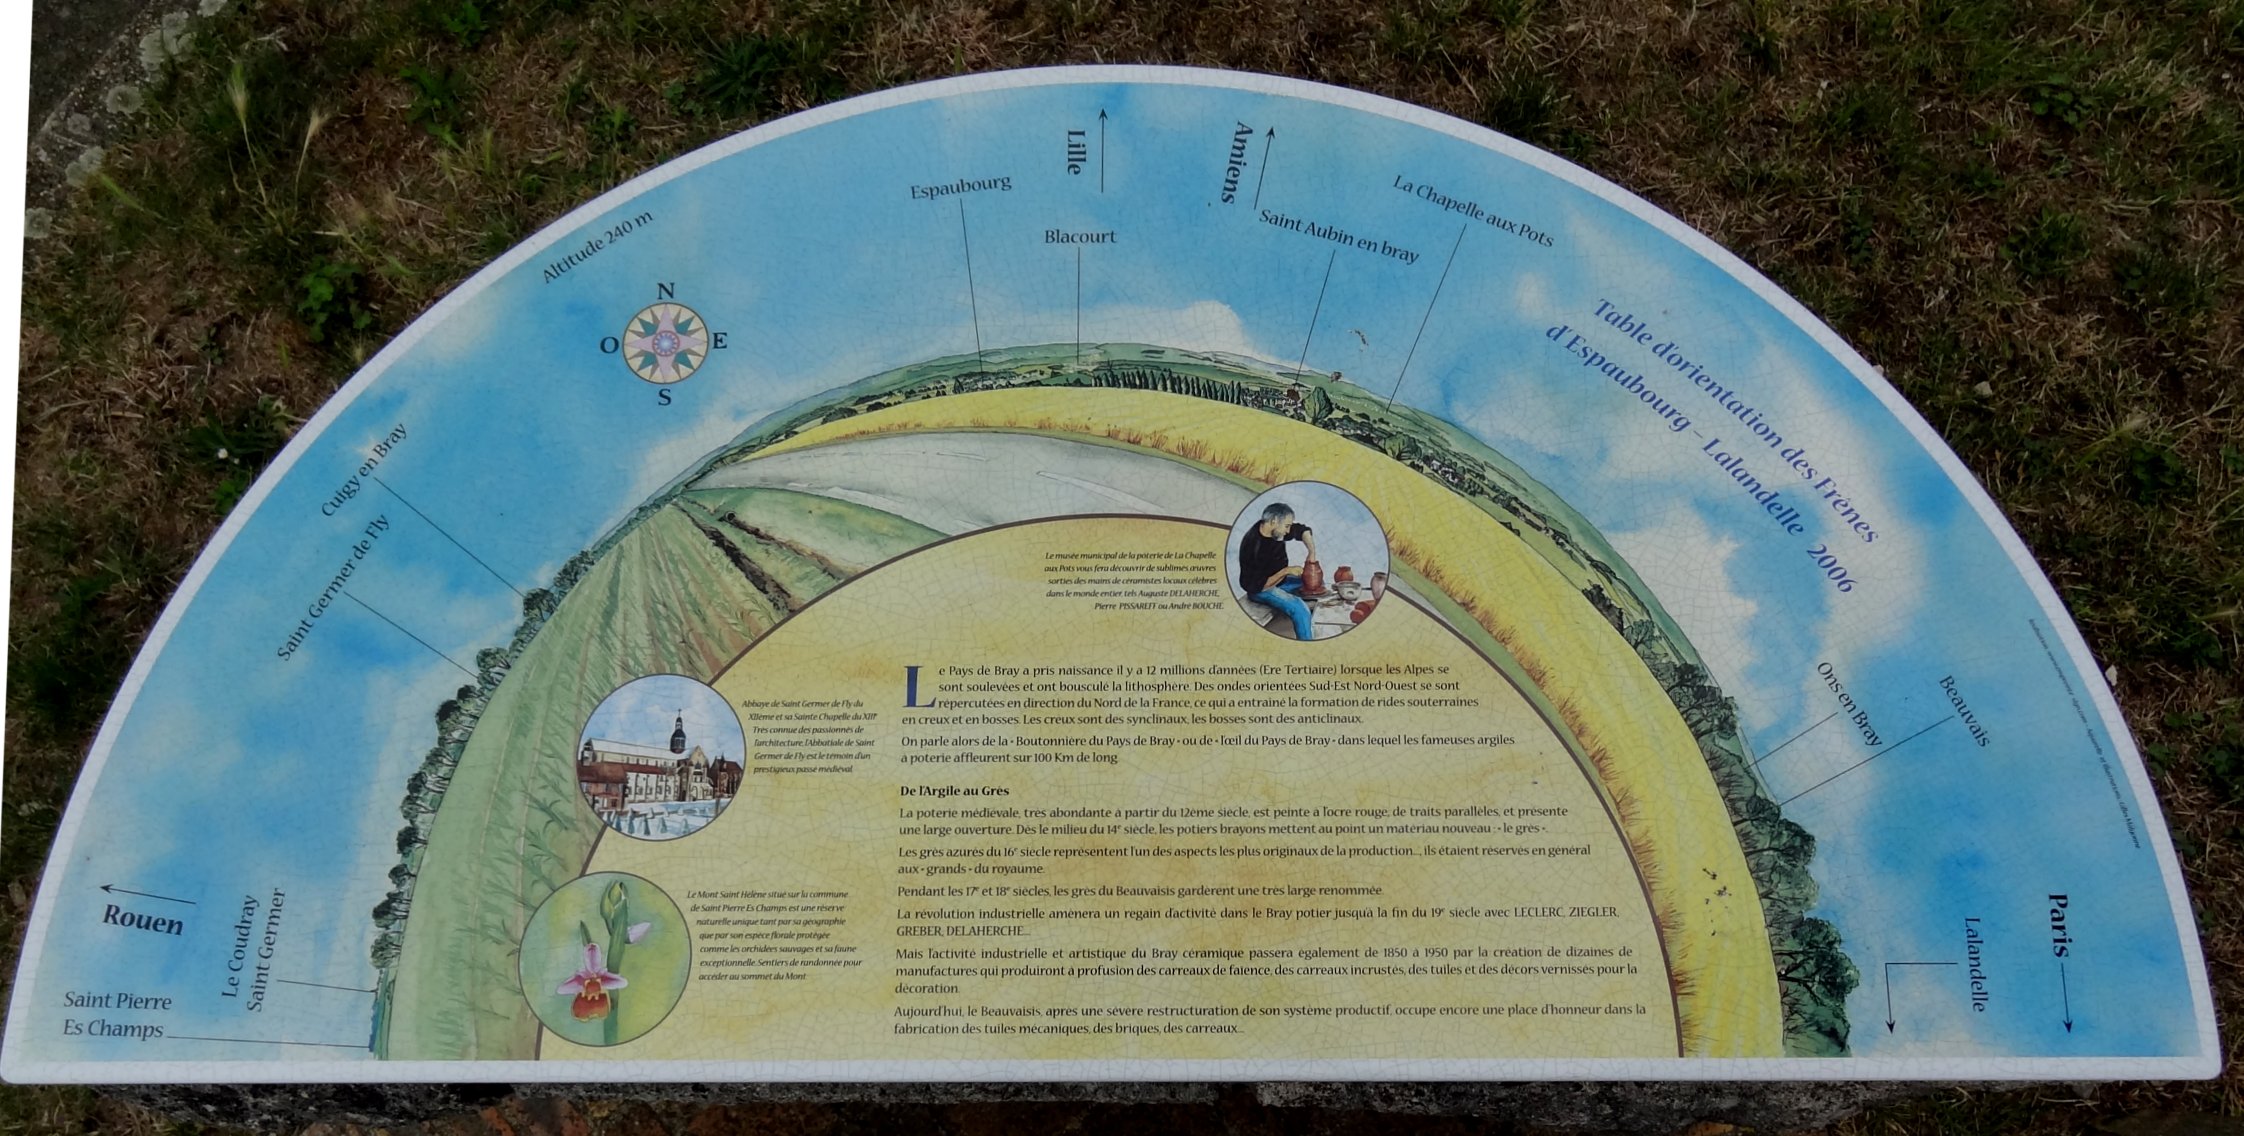 Altitude 240 m
N
O
E
S
Espaubourg
Lille
Blacourt
Amiens
Saint Aubin en bray
La Chapelle aux Pots
Table d'orientation des Frênes
d'Espaubourg - Lalandelle 2006
Cuigy en Bray
Saint Germer de Fly
Rouen
Le Coudray
Saint Germer
Saint Pierre
Es Champs
Ons en Bray
Beauvais
Lalandelle
Paris
Le musée municipal de la poterie de La Chapelle
aux Pots vous fera découvrir de sublimes œuvres
sorties des mains de céramistes locaux célèbres
dans le monde entier, tels Auguste DELAHERCHE,
Pierre PISSAREFF ou André BOUCHE.
Abbaye de Saint Germer de Fly du
XIIème et sa Sainte Chapelle du XIIIe
Très connue des passionnés de
l'architecture, l'Abbatiale de Saint
Germer de Fly est le témoin d'un
prestigieux passé médiéval.
Le Mont Saint Hélène situé sur la commune
de Saint Pierre Es Champs est une réserve
naturelle unique tant par sa géographie
que par son espèce florale protégée
comme les orchidées sauvages et sa faune
exceptionnelle. Sentiers de randonnée pour
accéder au sommet du Mont.
Le Pays de Bray a pris naissance il y a 12 millions d'années (Ere Tertiaire) lorsque les Alpes se
sont soulevées et ont bousculé la lithosphère. Des ondes orientées Sud-Est Nord-Ouest se sont
répercutées en direction du Nord de la France, ce qui a entraîné la formation de rides souterraines
en creux et en bosses. Les creux sont des synclinaux, les bosses sont des anticlinaux.
On parle alors de la « Boutonnière du Pays de Bray » ou de « l'œil du Pays de Bray » dans lequel les fameuses argiles
à poterie affleurent sur 100 Km de long.
De l'Argile au Grès
La poterie médiévale, très abondante à partir du 12ème siècle, est peinte à l'ocre rouge, de traits parallèles, et présente
une large ouverture. Dès le milieu du 14e siècle, les potiers brayons mettent au point un matériau nouveau : « le grès ».
Les grès azurés du 16e siècle représentent l'un des aspects les plus originaux de la production..., ils étaient réservés en général
aux « grands » du royaume.
Pendant les 17e et 18e siècles, les grès du Beauvaisis gardèrent une très large renommée.
La révolution industrielle amènera un regain d'activité dans le Bray potier jusqu'à la fin du 19e siècle avec LECLERC, ZIEGLER,
GREBER, DELAHERCHE...
Mais l'activité industrielle et artistique du Bray céramique passera également de 1850 à 1950 par la création de dizaines de
manufactures qui produiront à profusion des carreaux de faïence, des carreaux incrustés, des tuiles et des décors vernissés pour la
décoration.
Aujourd'hui, le Beauvaisis, après une sévère restructuration de son système productif, occupe encore une place d'honneur dans la
fabrication des tuiles mécaniques, des briques, des carreaux...